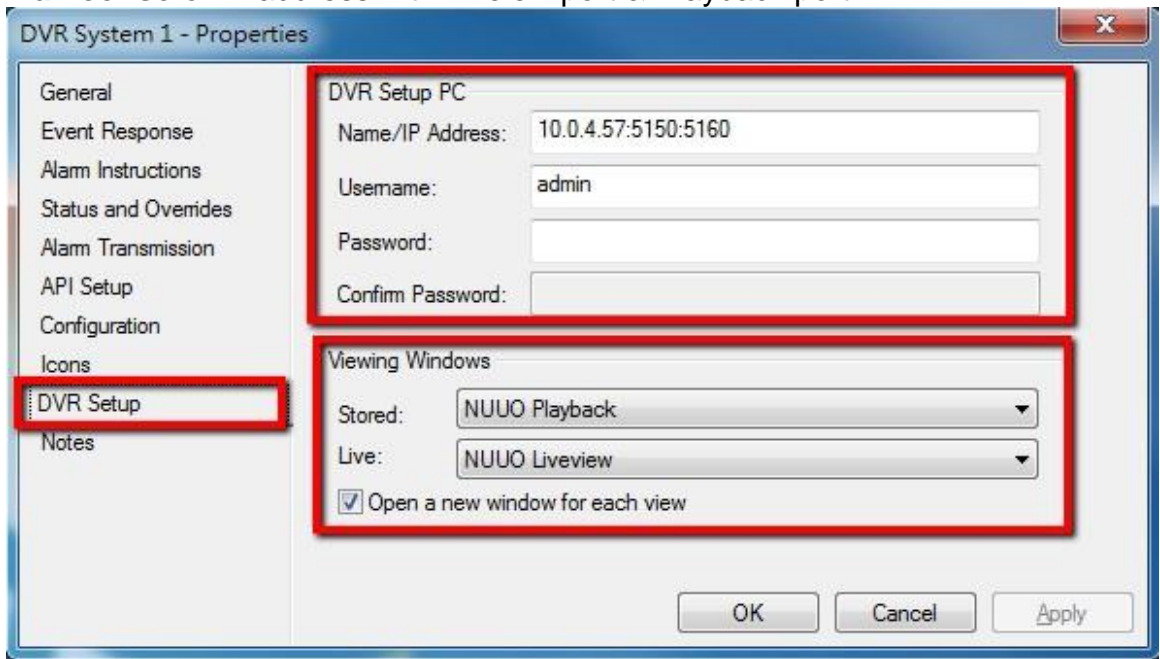 DVR System 1 - Properties
General
Event Response
Alarm Instructions
Status and Overrides
Alarm Transmission
API Setup
Configuration
Icons
DVR Setup
Notes
DVR Setup PC
Name/IP Address: 10.0.4.57:5150:5160
Username: admin
Password:
Confirm Password:
Viewing Windows
Stored: NUUO Playback
Live: NUUO Liveview
Open a new window for each view
OK Cancel Apply